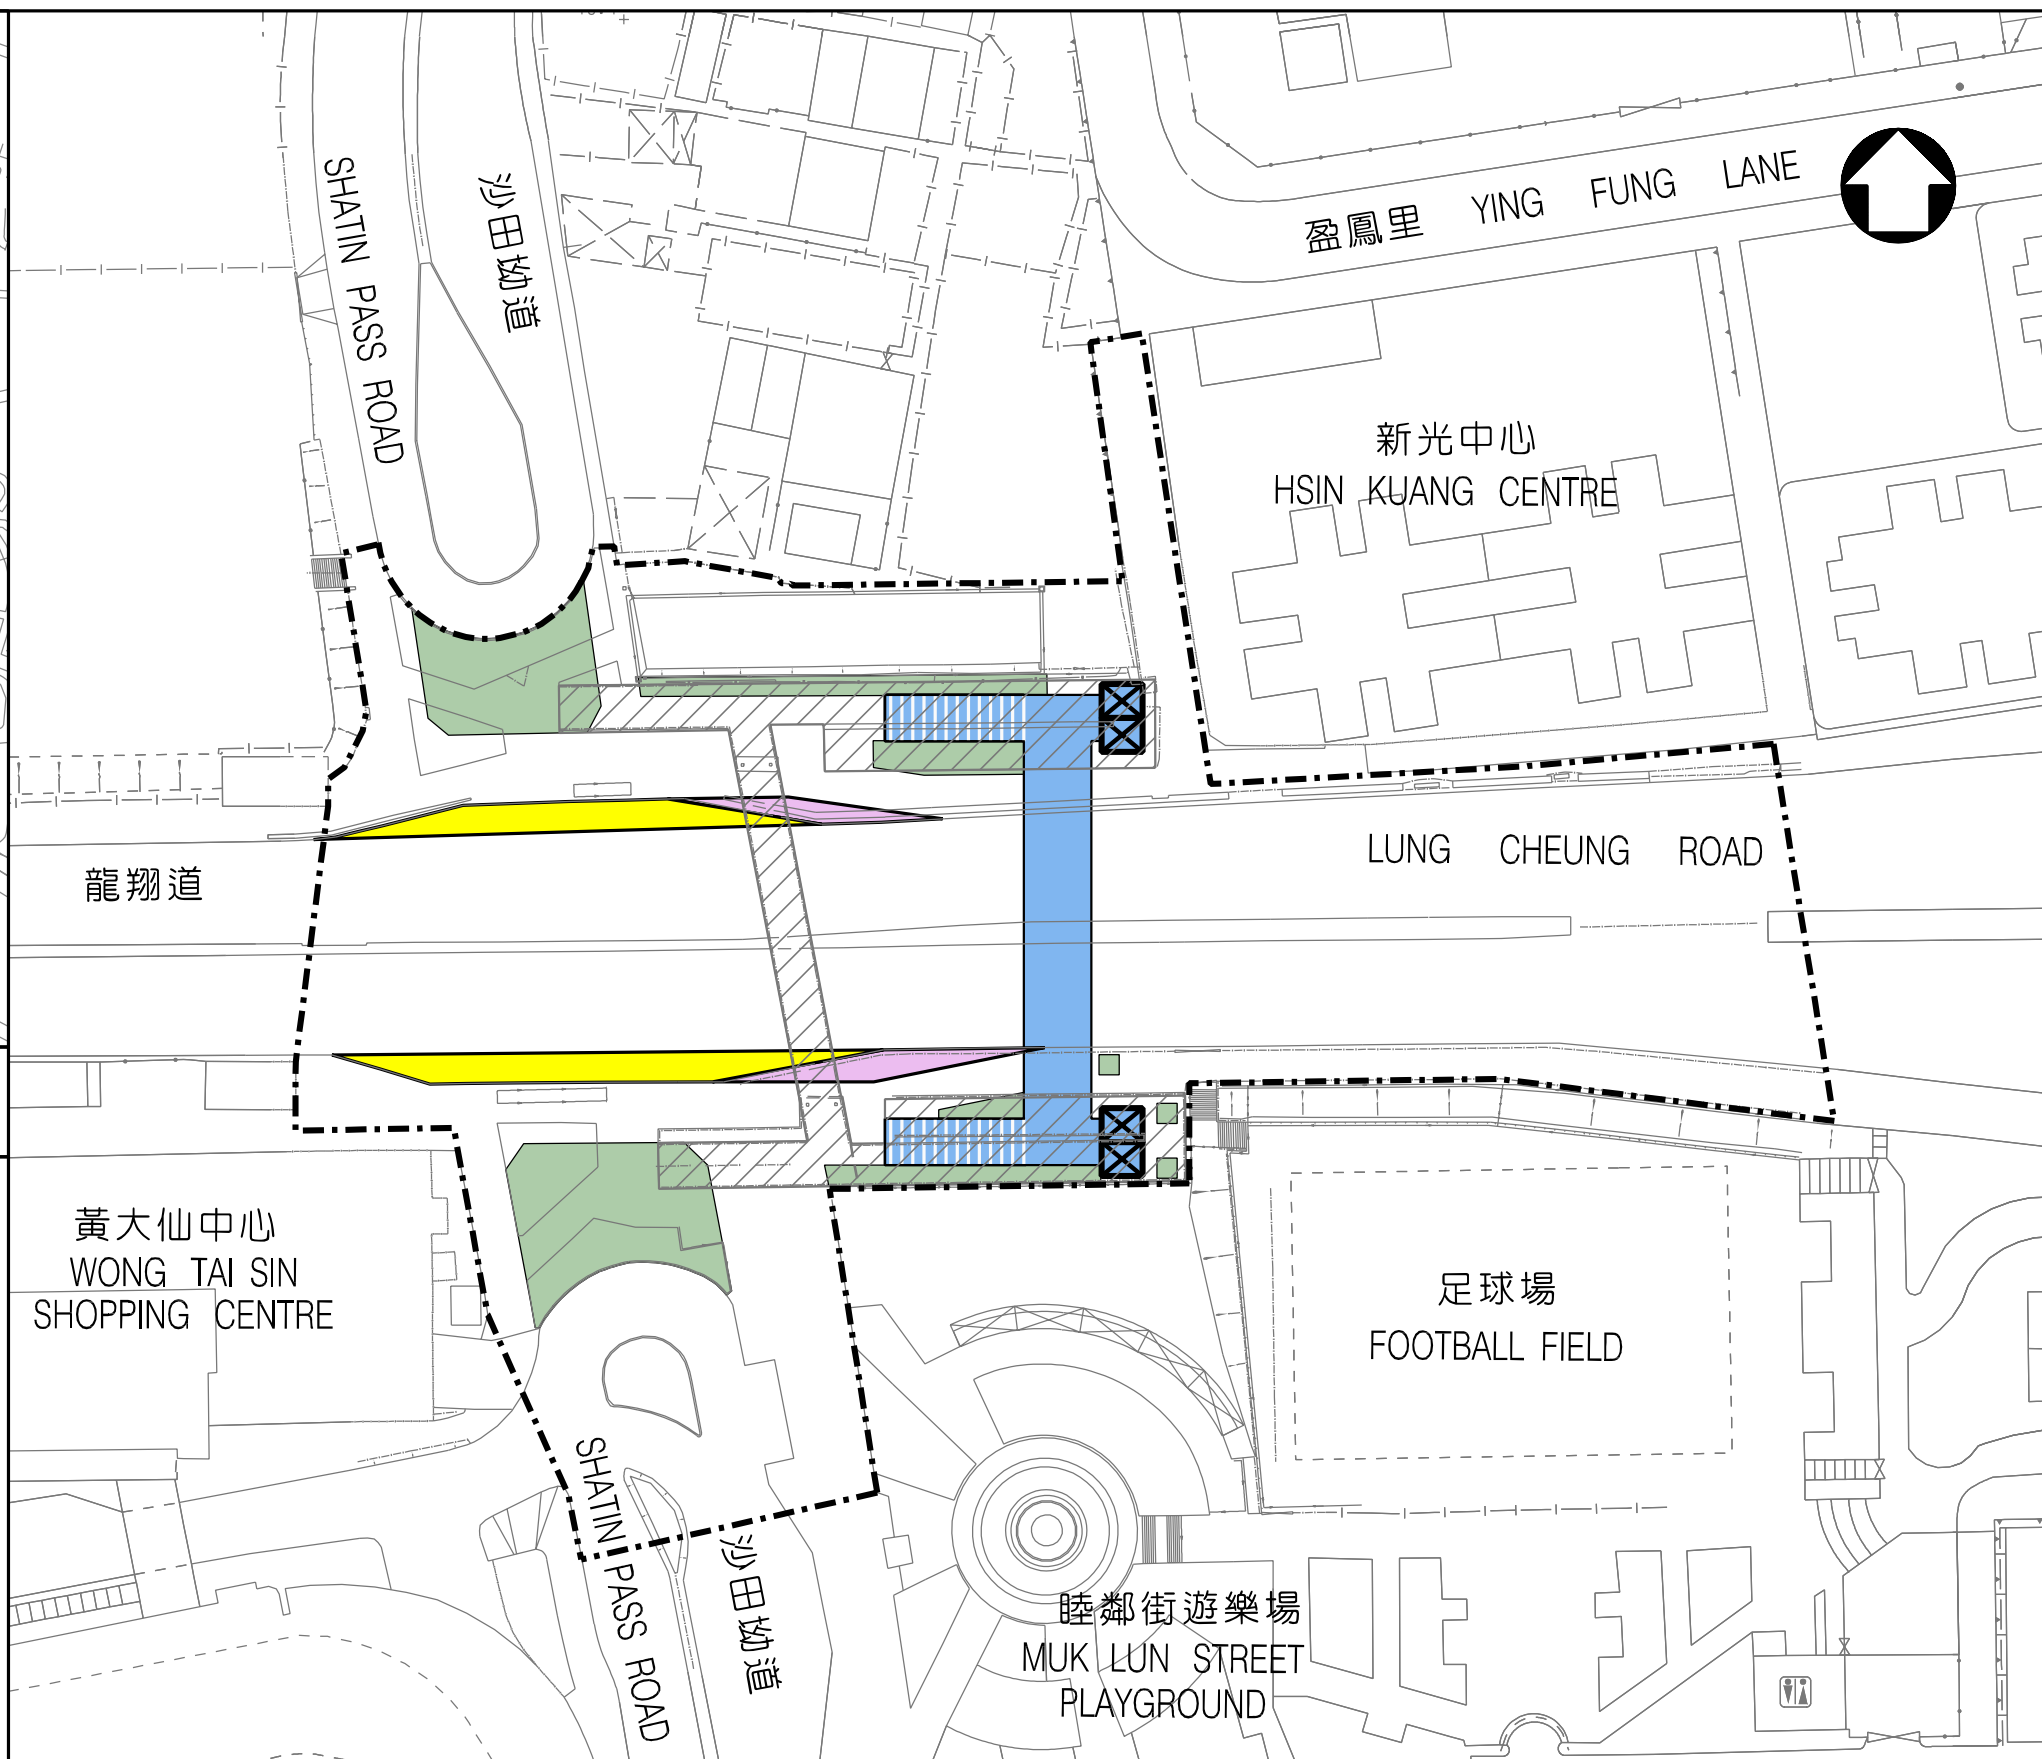 SHATIN PASS ROAD
沙田坳道
盈鳳里 YING FUNG LANE
新光中心
HSIN KUANG CENTRE
LUNG CHEUNG ROAD
龍翔道
黃大仙中心
WONG TAI SIN
SHOPPING CENTRE
足球場
FOOTBALL FIELD
SHATIN PASS ROAD
沙田坳道
睦鄰街遊樂場
MUK LUN STREET
PLAYGROUND